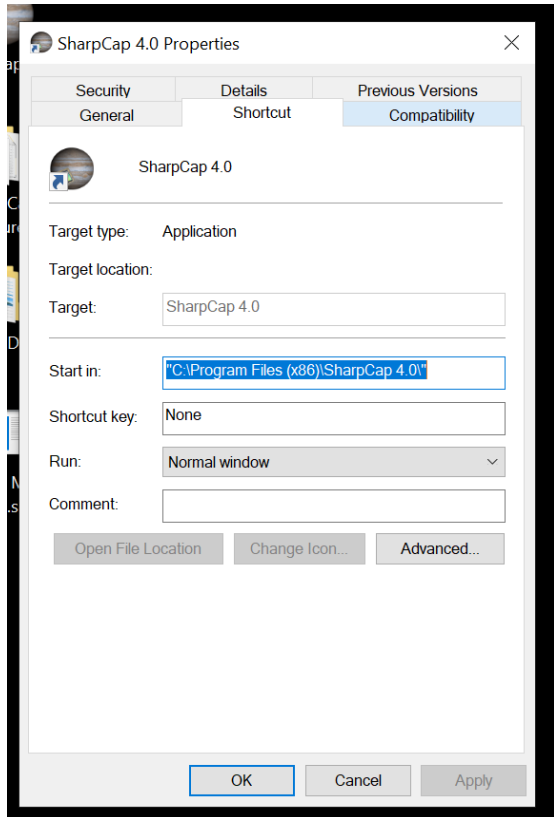 SharpCap 4.0 Properties
Security Details Previous Versions
General Shortcut Compatibility
SharpCap 4.0
Target type: Application
Target location:
Target: SharpCap 4.0
Start in: "C:\Program Files (x86)\SharpCap 4.0\"
Shortcut key: None
Run: Normal window
Comment:
Open File Location Change Icon... Advanced...
OK Cancel Apply